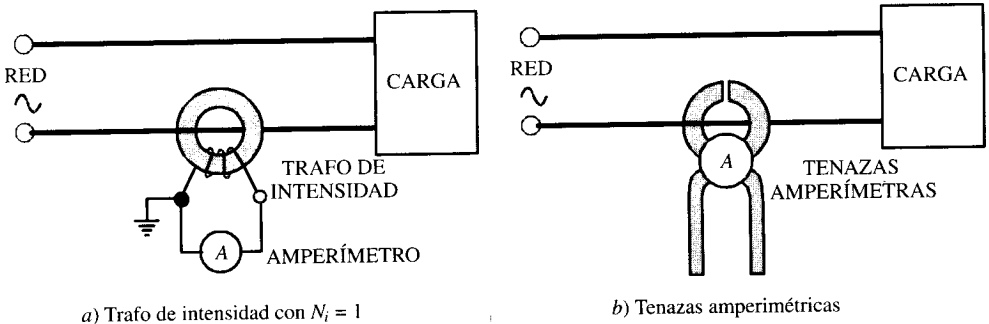 RED
CARGA
TRAFO DE
INTENSIDAD
A
AMPERÍMETRO
a) Trafo de intensidad con Ni = 1
RED
CARGA
A
TENAZAS
AMPERÍMETRAS
b) Tenazas amperimétricas